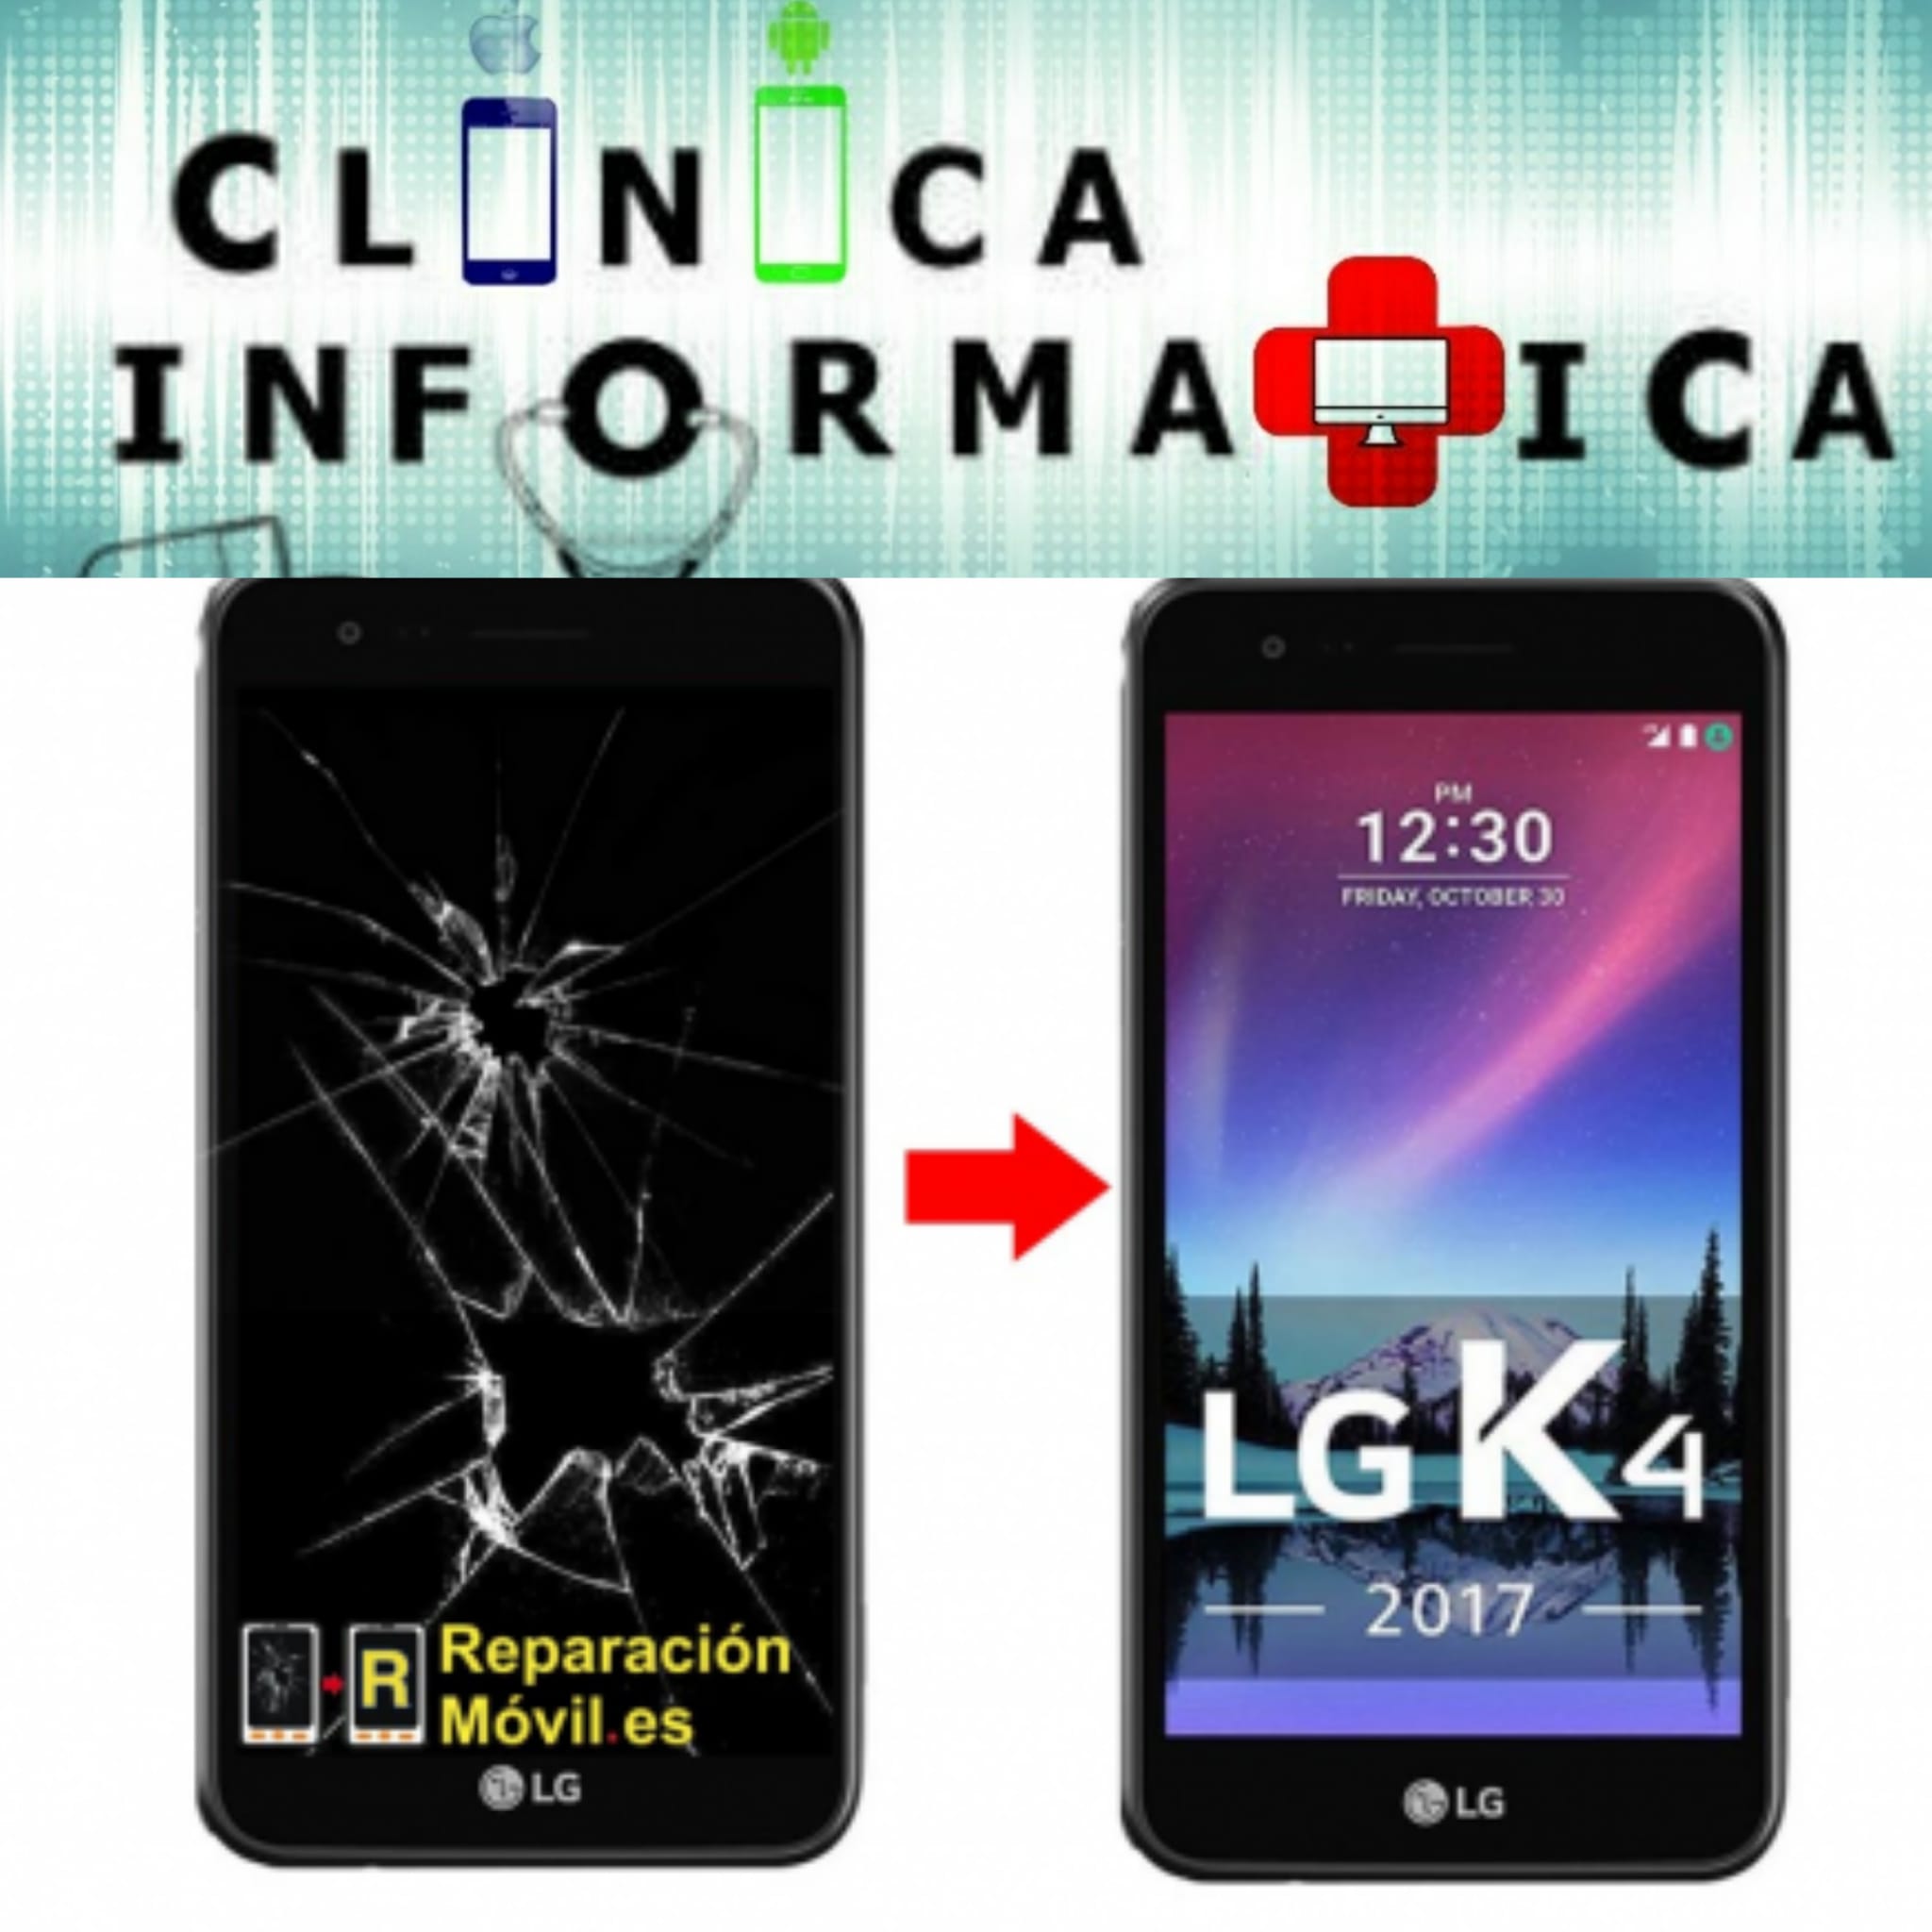 CLINICA
INFORMATICA
PM
12:30
FRIDAY, OCTOBER 30
LG K4
2017
R
Reparación
Móvil.es
LG
LG